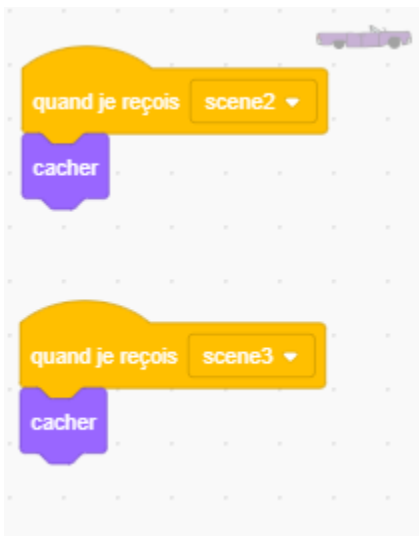 quand je reçois scene2
cacher
quand je reçois scene3
cacher